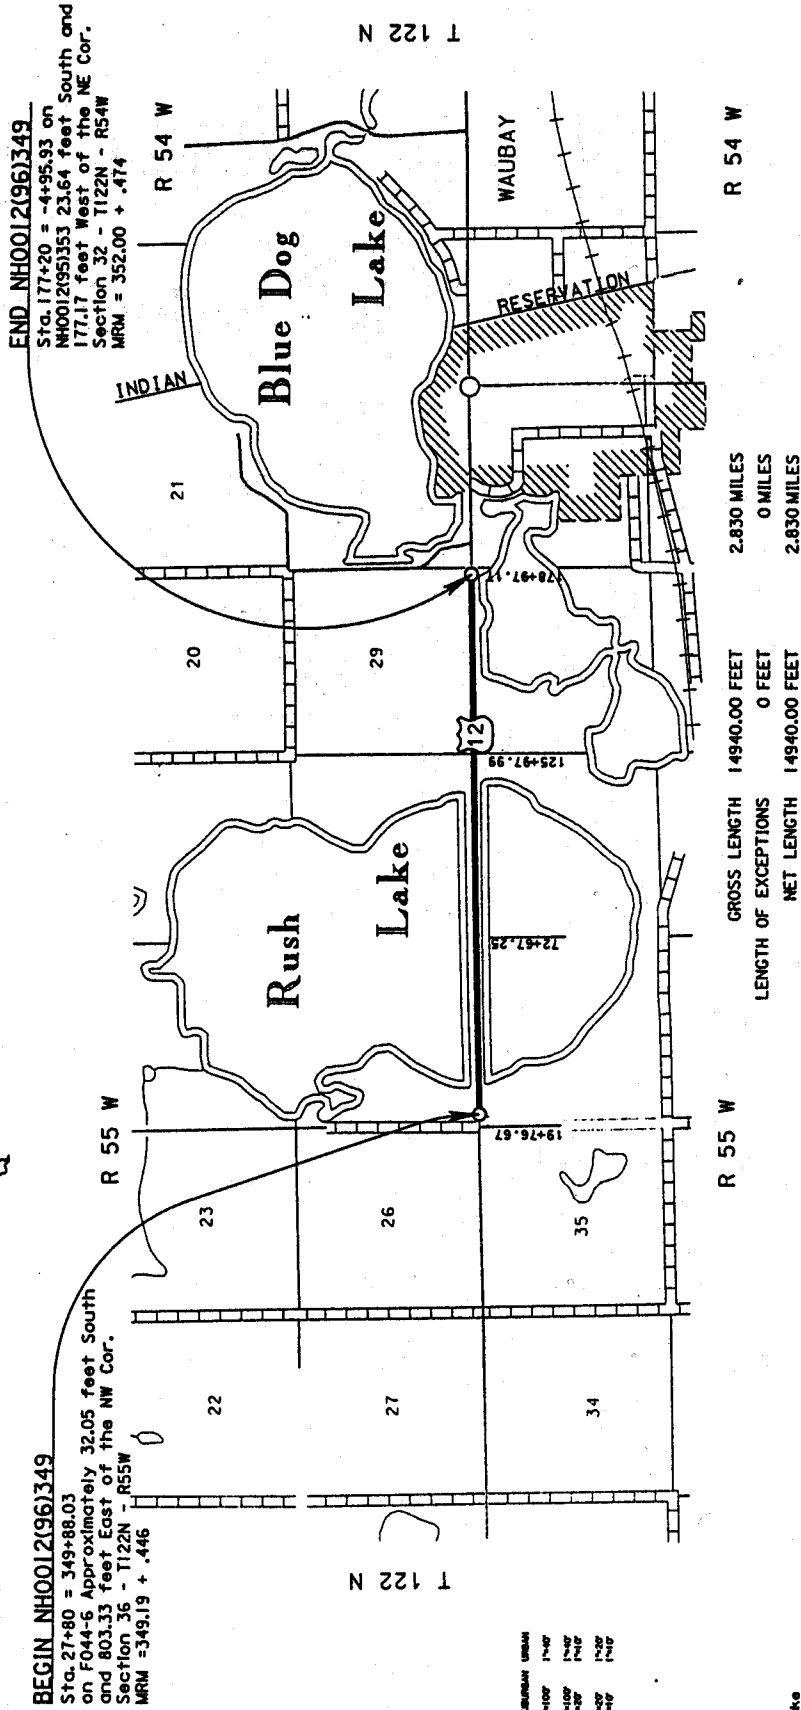 BEGIN NH0012(96)349
Sta. 27+80 = 349+88.03
on F044-6 Approximately 32.05 feet South
and 803.33 feet East of the NW Cor.
Section 36 - T122N - R55W
MRM =349.19 + .446
END NH0012(96)349
Sta. 177+20 = -4+95.93 on
NH0012(95)353 23.64 feet South and
177.17 feet West of the NE Cor.
Section 32 - T122N - R54W
MRM = 352.00 + .474
T 122 N
T 122 N
R 55 W
R 54 W
22
23
20
21
INDIAN
Rush
Lake
Blue Dog
Lake
27
26
29
12
WAUBAY
RESERVATION
19+76.67
72+67.25
125+97.99
178+97.17
34
35
R 55 W
R 54 W
GROSS LENGTH 14940.00 FEET 2.830 MILES
LENGTH OF EXCEPTIONS 0 FEET 0 MILES
NET LENGTH 14940.00 FEET 2.830 MILES